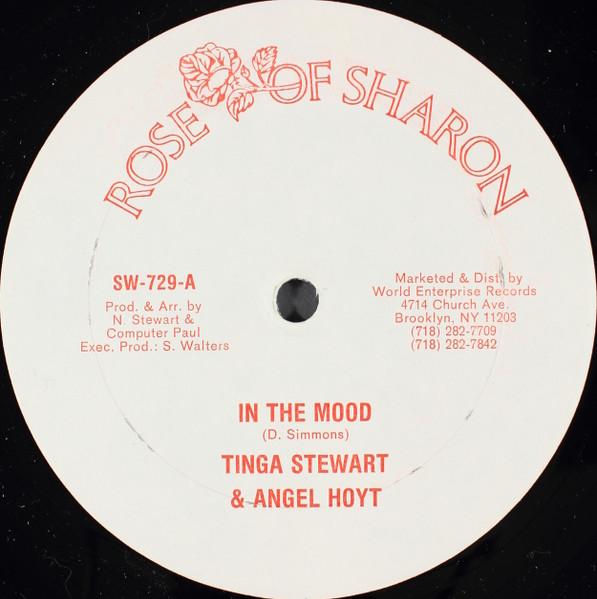 ROSE OF SHARON
SW-729-A
Prod. & Arr. by
N. Stewart &
Computer Paul
Exec. Prod.: S. Walters
Marketed & Dist. by
World Enterprise Records
4714 Church Ave.
Brooklyn, NY 11203
(718) 282-7709
(718) 282-7842
IN THE MOOD
(D. Simmons)
TINGA STEWART
& ANGEL HOYT